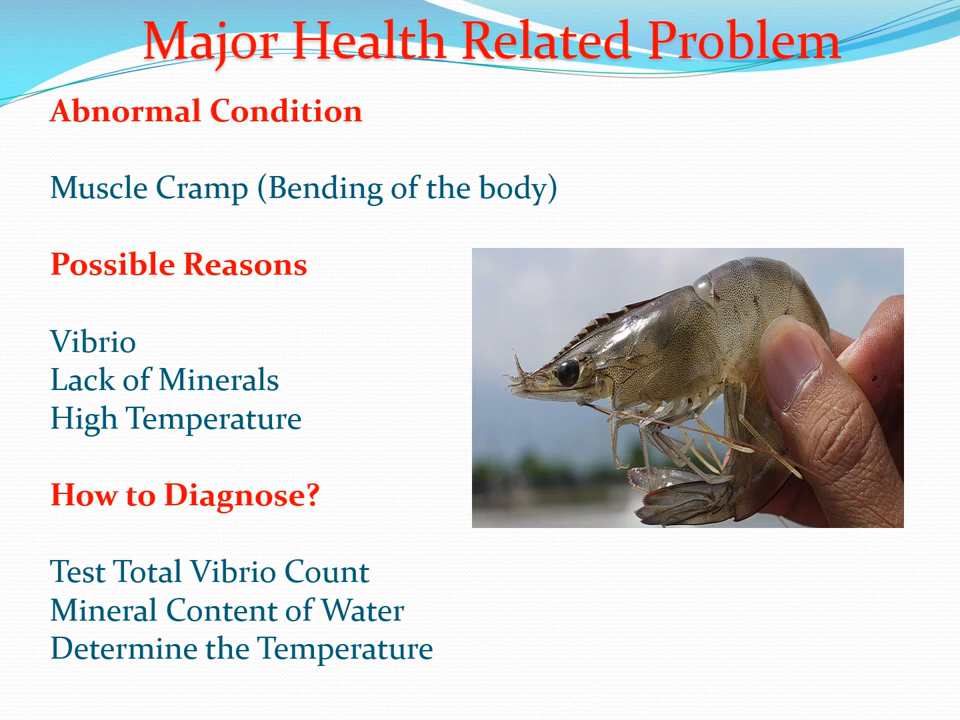 Major Health Related Problem
Abnormal Condition
Muscle Cramp (Bending of the body)
Possible Reasons
Vibrio
Lack of Minerals
High Temperature
How to Diagnose?
Test Total Vibrio Count
Mineral Content of Water
Determine the Temperature